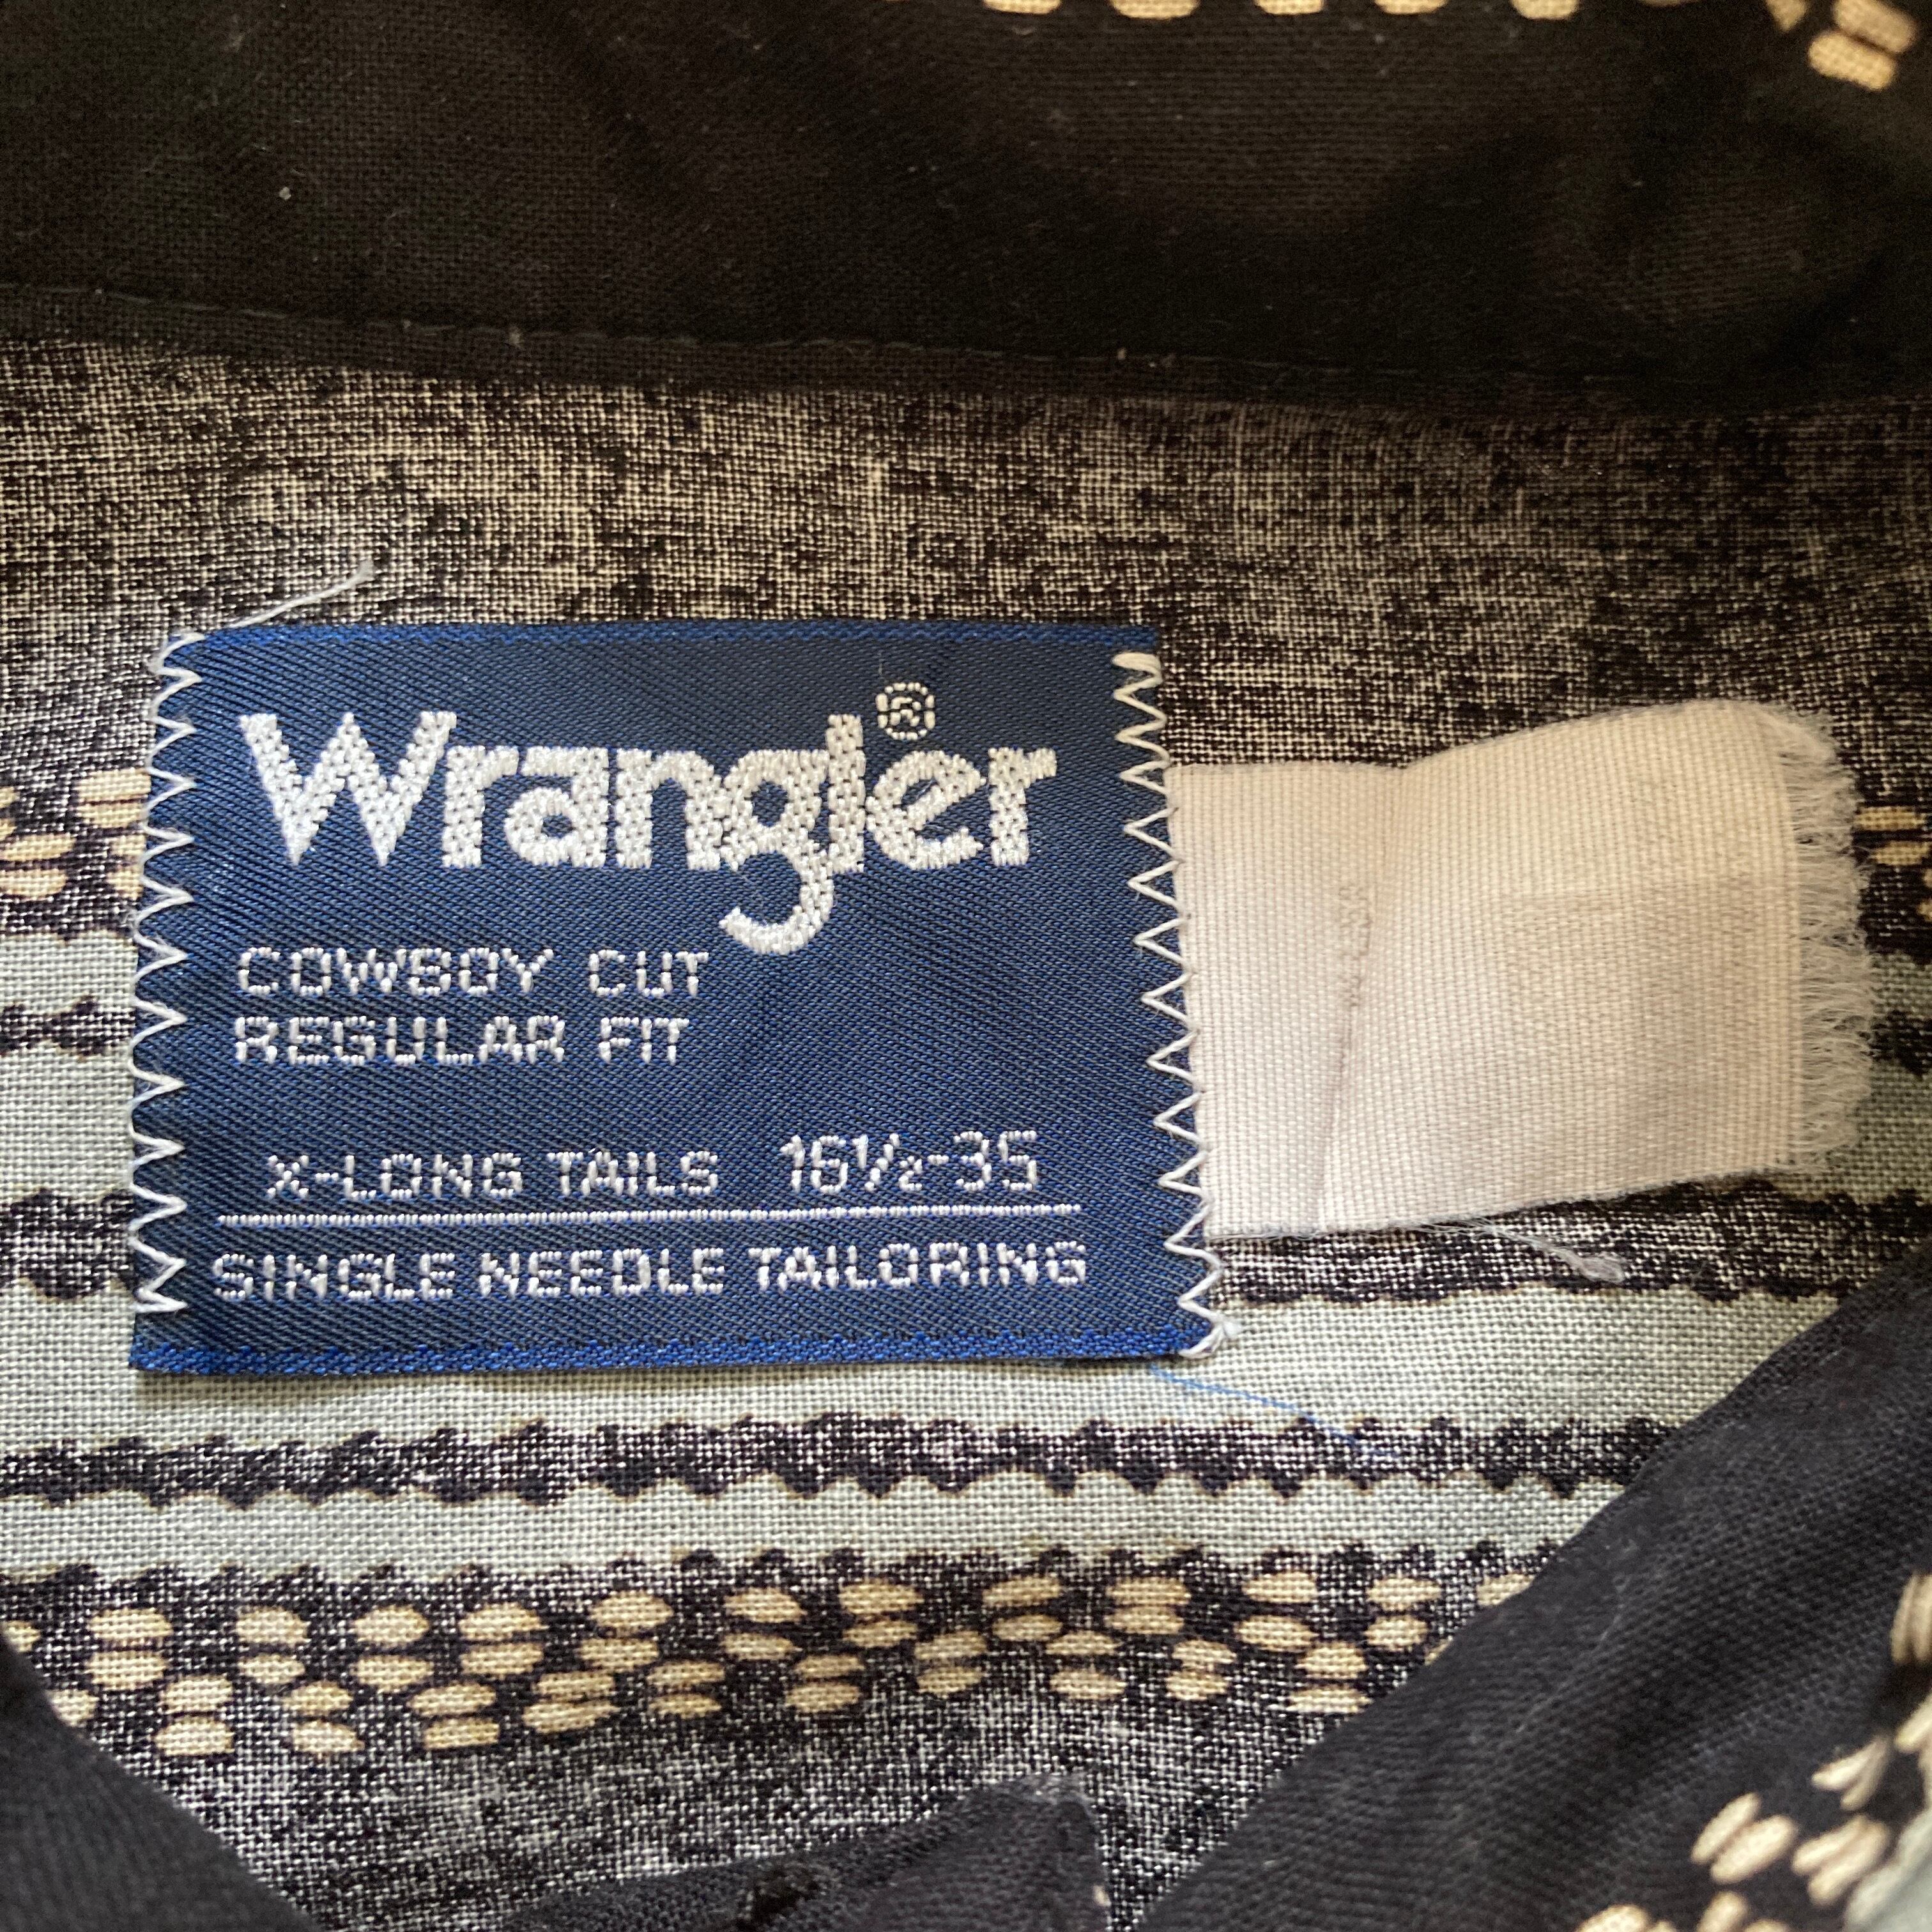 Wrangler®
COWBOY CUT
REGULAR FIT
X-LONG TAILS 16½-35
SINGLE NEEDLE TAILORING